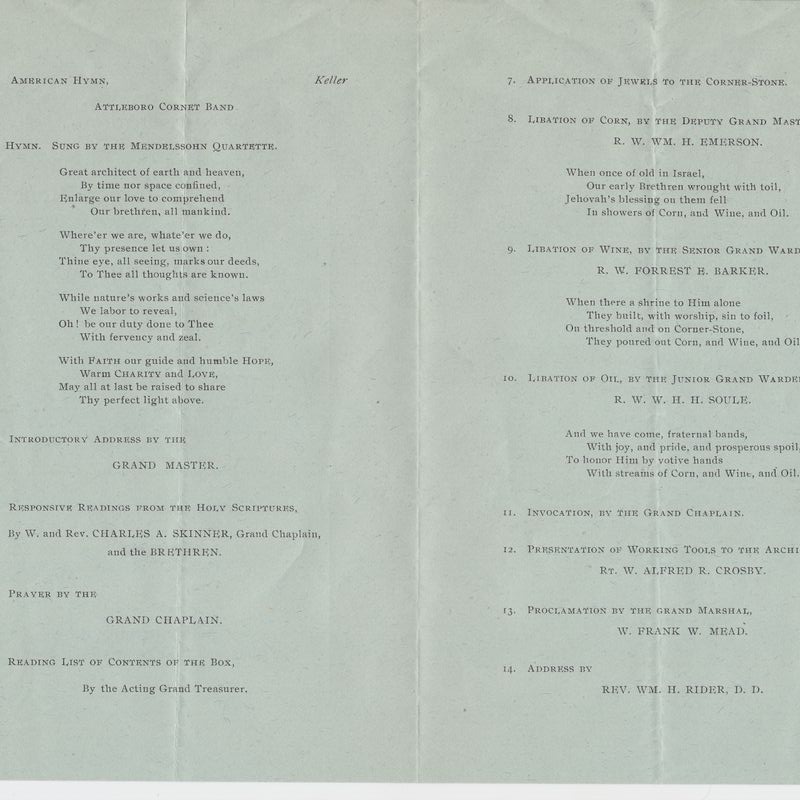 AMERICAN HYMN, Keller
ATTLEBORO CORNET BAND
HYMN. SUNG BY THE MENDELSSOHN QUARTETTE.
Great architect of earth and heaven,
By time nor space confined,
Enlarge our love to comprehend
Our brethren, all mankind.
Where'er we are, whate'er we do,
Thy presence let us own :
Thine eye, all seeing, marks our deeds,
To Thee all thoughts are known.
While nature's works and science's laws
We labor to reveal,
Oh ! be our duty done to Thee
With fervency and zeal.
With FAITH our guide and humble HOPE,
Warm CHARITY and LOVE,
May all at last be raised to share
Thy perfect light above.
INTRODUCTORY ADDRESS BY THE
GRAND MASTER.
RESPONSIVE READINGS FROM THE HOLY SCRIPTURES,
By W. and Rev. CHARLES A. SKINNER, Grand Chaplain,
and the BRETHREN.
PRAYER BY THE
GRAND CHAPLAIN.
READING LIST OF CONTENTS OF THE BOX,
By the Acting Grand Treasurer.
7. APPLICATION OF JEWELS TO THE CORNER-STONE.
8. LIBATION OF CORN, BY THE DEPUTY GRAND MAST
R. W. WM. H. EMERSON.
When once of old in Israel,
Our early Brethren wrought with toil,
Jehovah's blessing on them fell
In showers of Corn, and Wine, and Oil.
9. LIBATION OF WINE, BY THE SENIOR GRAND WARD
R. W. FORREST E. BARKER.
When there a shrine to Him alone
They built, with worship, sin to foil,
On threshold and on Corner-Stone,
They poured out Corn, and Wine, and Oil
10. LIBATION OF OIL, BY THE JUNIOR GRAND WARDE
R. W. W. H. H. SOULE.
And we have come, fraternal bands,
With joy, and pride, and prosperous spoil,
To honor Him by votive hands
With streams of Corn, and Wine, and Oil.
11. INVOCATION, BY THE GRAND CHAPLAIN.
12. PRESENTATION OF WORKING TOOLS TO THE ARCHI
RT. W. ALFRED R. CROSBY.
13. PROCLAMATION BY THE GRAND MARSHAL,
W. FRANK W. MEAD.
14. ADDRESS BY
REV. WM. H. RIDER, D. D.